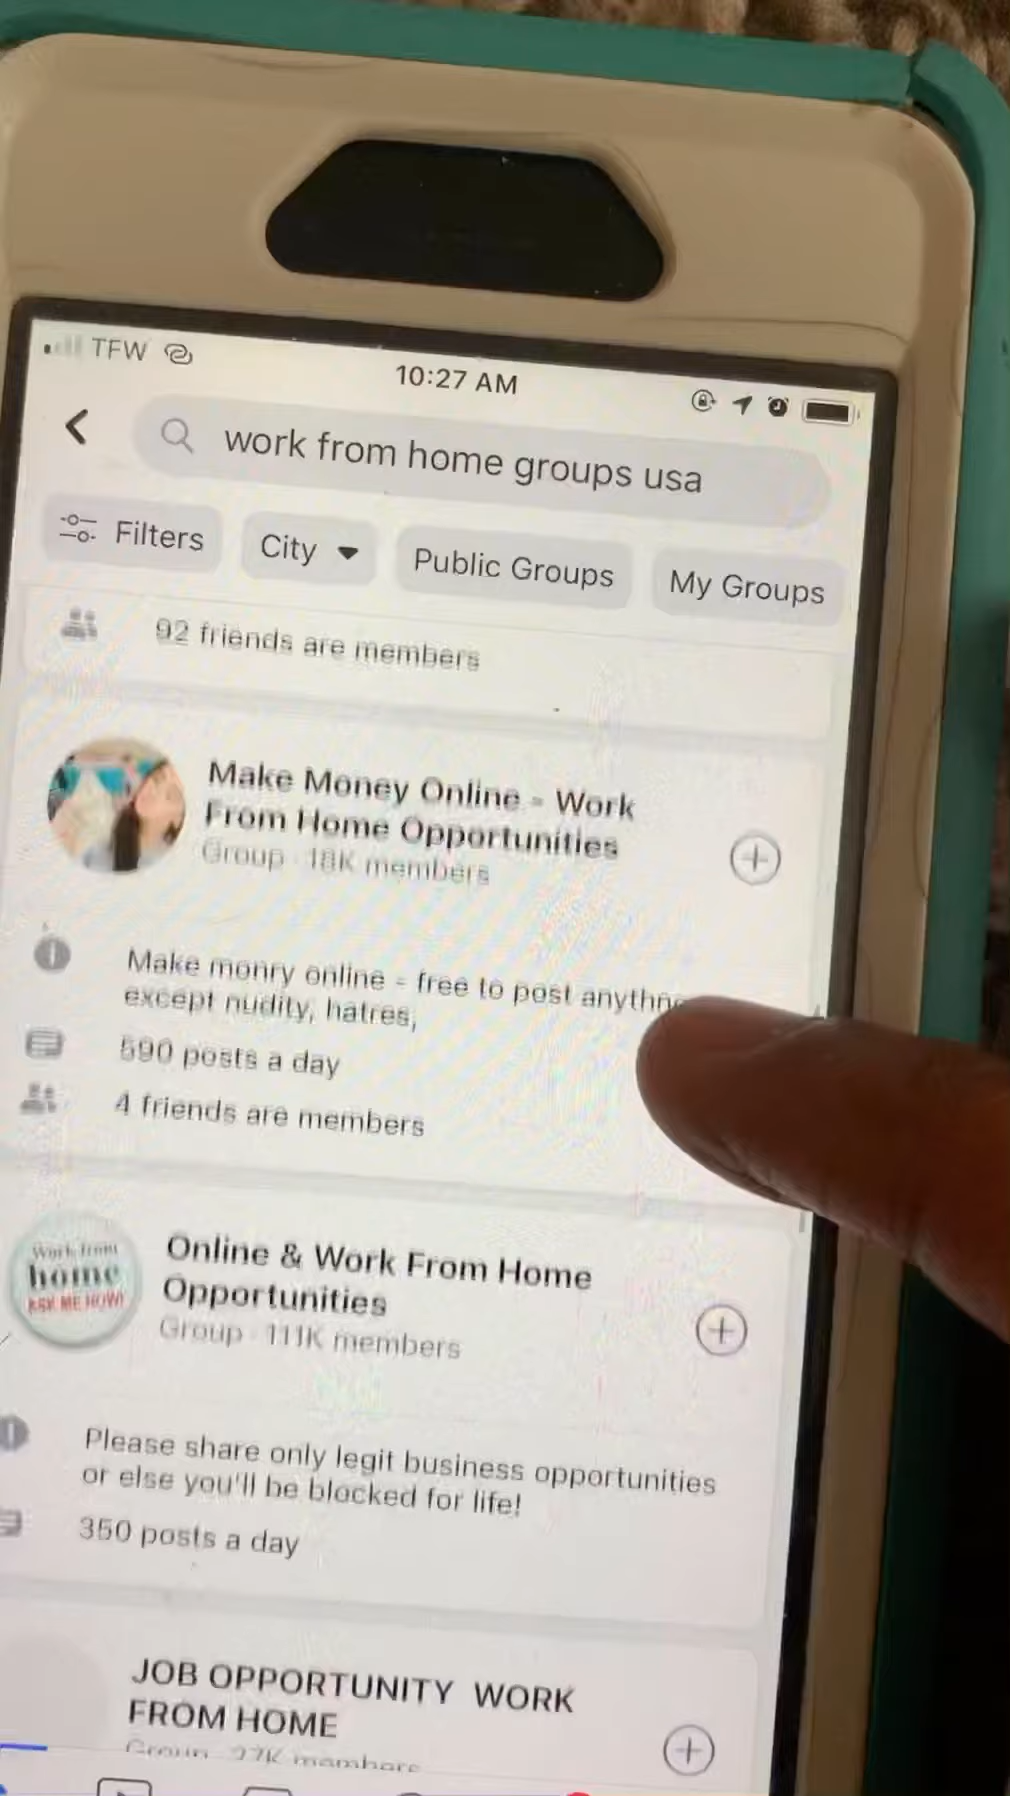 TFW
10:27 AM
work from home groups usa
Filters
City
Public Groups
My Groups
92 friends are members
Make Money Online - Work
From Home Opportunities
Group · 18K members
Make monry online = free to post anythng
except nudity, hatres,
590 posts a day
4 friends are members
Work from
home
ASK ME HOW!
Online & Work From Home
Opportunities
Group · 111K members
Please share only legit business opportunities
or else you'll be blocked for life!
350 posts a day
JOB OPPORTUNITY WORK
FROM HOME
Group · 27K members